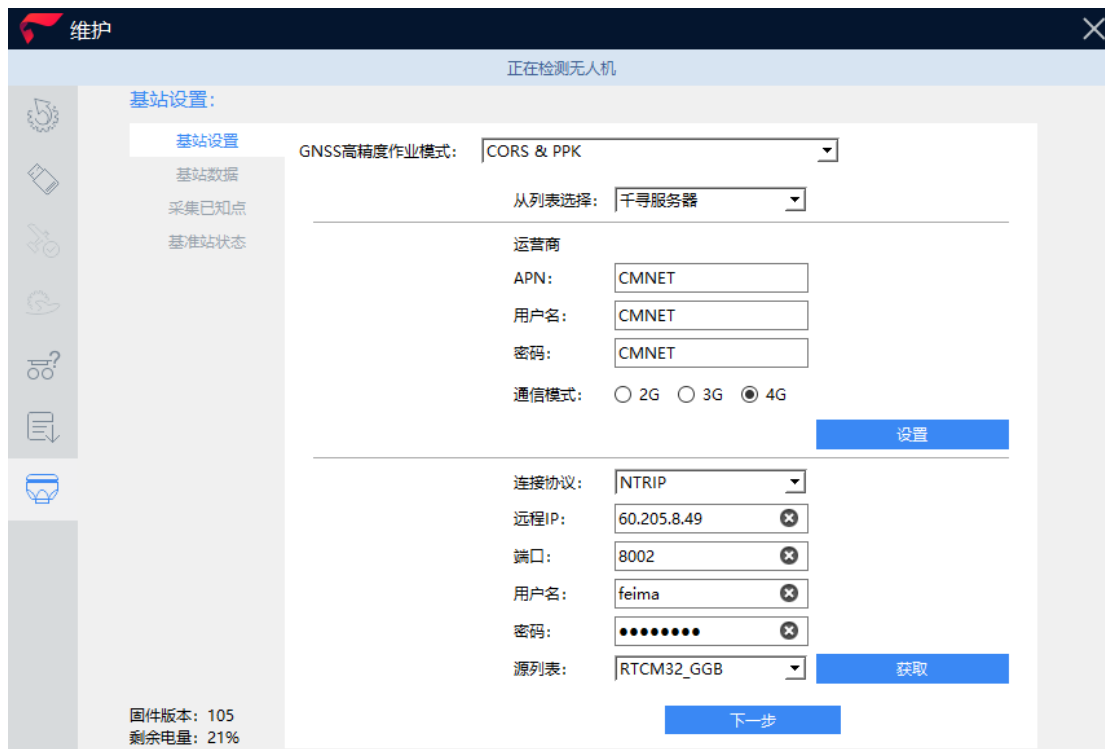 维护
正在检测无人机
基站设置：
基站设置
基站数据
采集已知点
基准站状态
GNSS高精度作业模式： CORS & PPK
从列表选择： 千寻服务器
运营商
APN： CMNET
用户名： CMNET
密码： CMNET
通信模式： 2G 3G 4G
设置
连接协议： NTRIP
远程IP： 60.205.8.49
端口： 8002
用户名： feima
密码： ●●●●●●●●
源列表： RTCM32_GGB 获取
下一步
固件版本：105
剩余电量：21%